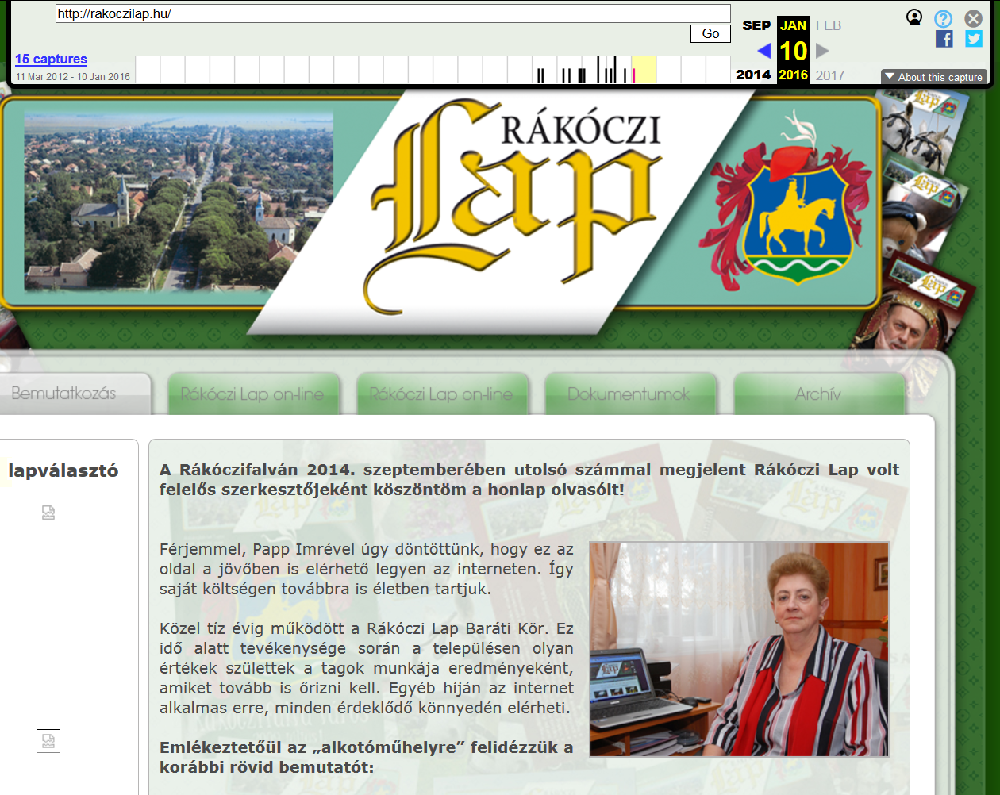 http://rakoczilap.hu/
Go
15 captures
11 Mar 2012 - 10 Jan 2016
SEP JAN FEB
10
2014 2016 2017
About this capture
RÁKÓCZI
Lap
Bemutatkozás
Rákóczi Lap on-line
Rákóczi Lap on-line
Dokumentumok
Archív
lapválasztó
A Rákóczifalván 2014. szeptemberében utolsó számmal megjelent Rákóczi Lap volt
felelős szerkesztőjeként köszöntöm a honlap olvasóit!
Férjemmel, Papp Imrével úgy döntöttünk, hogy ez az
oldal a jövőben is elérhető legyen az interneten. Így
saját költségen továbbra is életben tartjuk.
Közel tíz évig működött a Rákóczi Lap Baráti Kör. Ez
idő alatt tevékenysége során a településen olyan
értékek születtek a tagok munkája eredményeként,
amiket tovább is őrizni kell. Egyéb híján az internet
alkalmas erre, minden érdeklődő könnyedén elérheti.
Emlékeztetőül az „alkotóműhelyre” felidézzük a
korábbi rövid bemutatót: